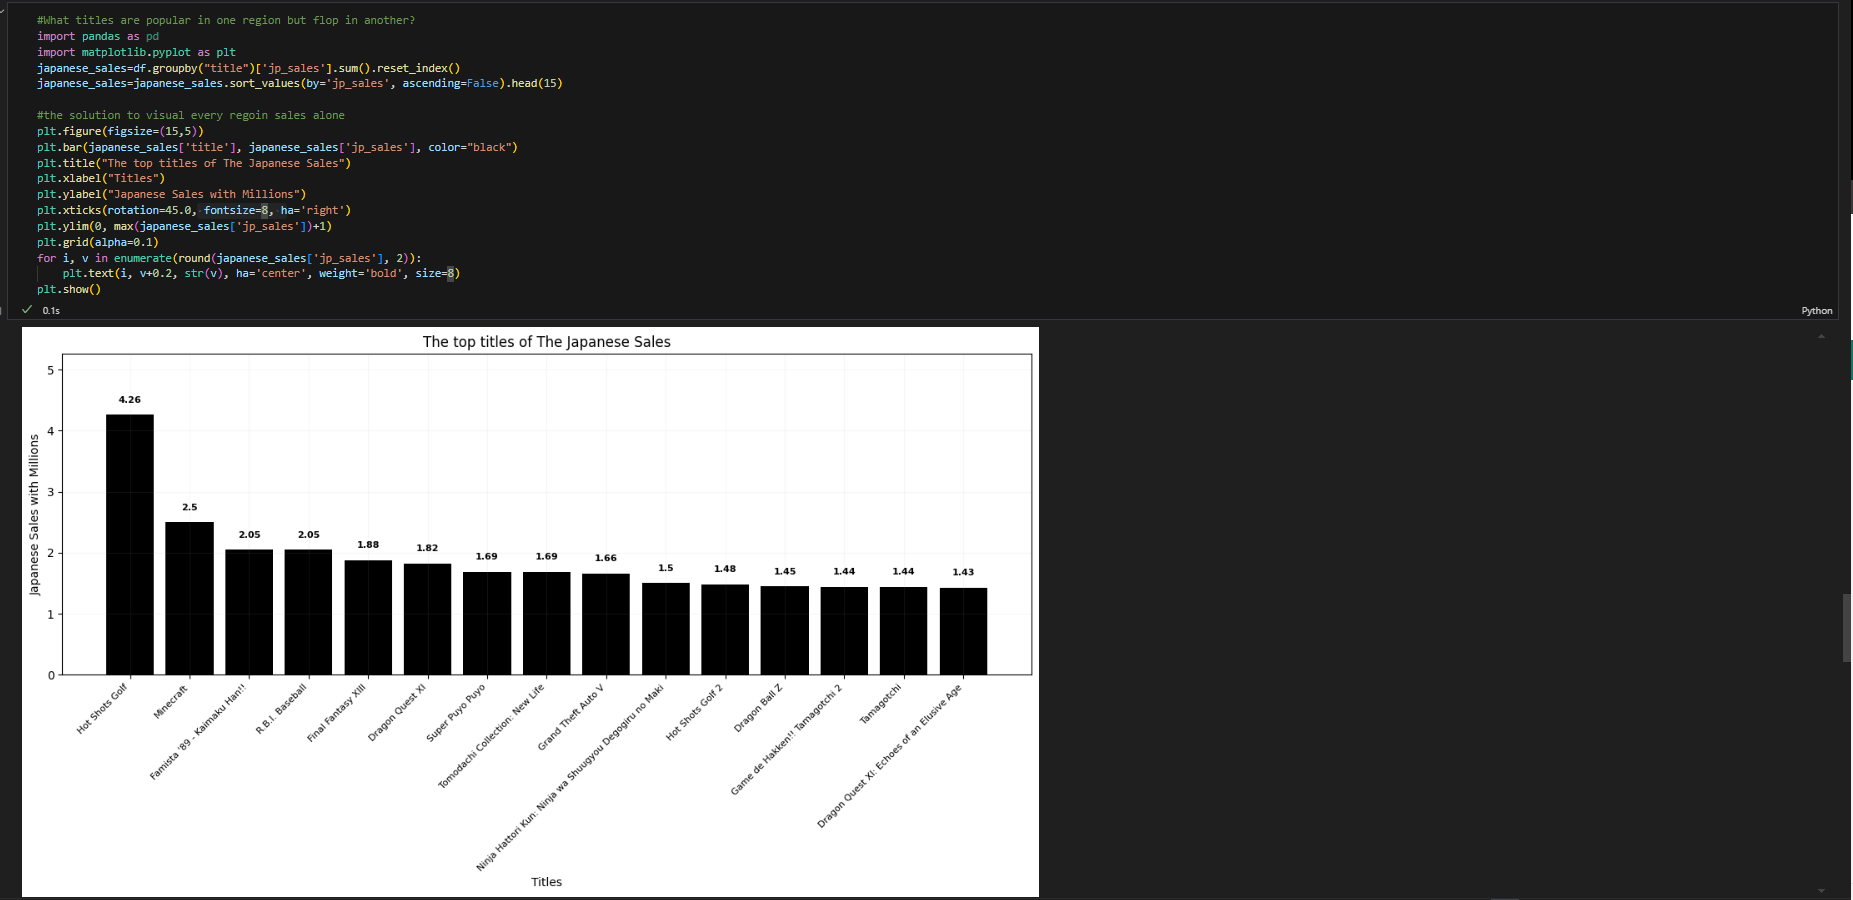 #What titles are popular in one region but flop in another?
import pandas as pd
import matplotlib.pyplot as plt
japanese_sales=df.groupby("title")['jp_sales'].sum().reset_index()
japanese_sales=japanese_sales.sort_values(by='jp_sales', ascending=False).head(15)
#the solution to visual every regoin sales alone
plt.figure(figsize=(15,5))
plt.bar(japanese_sales['title'], japanese_sales['jp_sales'], color="black")
plt.title("The top titles of The Japanese Sales")
plt.xlabel("Titles")
plt.ylabel("Japanese Sales with Millions")
plt.xticks(rotation=45.0, fontsize=8, ha='right')
plt.ylim(0, max(japanese_sales['jp_sales'])+1)
plt.grid(alpha=0.1)
for i, v in enumerate(round(japanese_sales['jp_sales'], 2)):
    plt.text(i, v+0.2, str(v), ha='center', weight='bold', size=8)
plt.show()
0.1s
Python
The top titles of The Japanese Sales
Japanese Sales with Millions
5
4
3
2
1
0
4.26
2.5
2.05
2.05
1.88
1.82
1.69
1.69
1.66
1.5
1.48
1.45
1.44
1.44
1.43
Hot Shots Golf
Minecraft
Famista '89 - Kaimaku Han!!
R.B.I. Baseball
Final Fantasy XIII
Dragon Quest XI
Super Puyo Puyo
Tomodachi Collection: New Life
Grand Theft Auto V
Ninja Hattori Kun: Ninja wa Shuugyou Degogiru no Maki
Hot Shots Golf 2
Dragon Ball Z
Game de Hakken!! Tamagotchi 2
Tamagotchi
Dragon Quest XI: Echoes of an Elusive Age
Titles